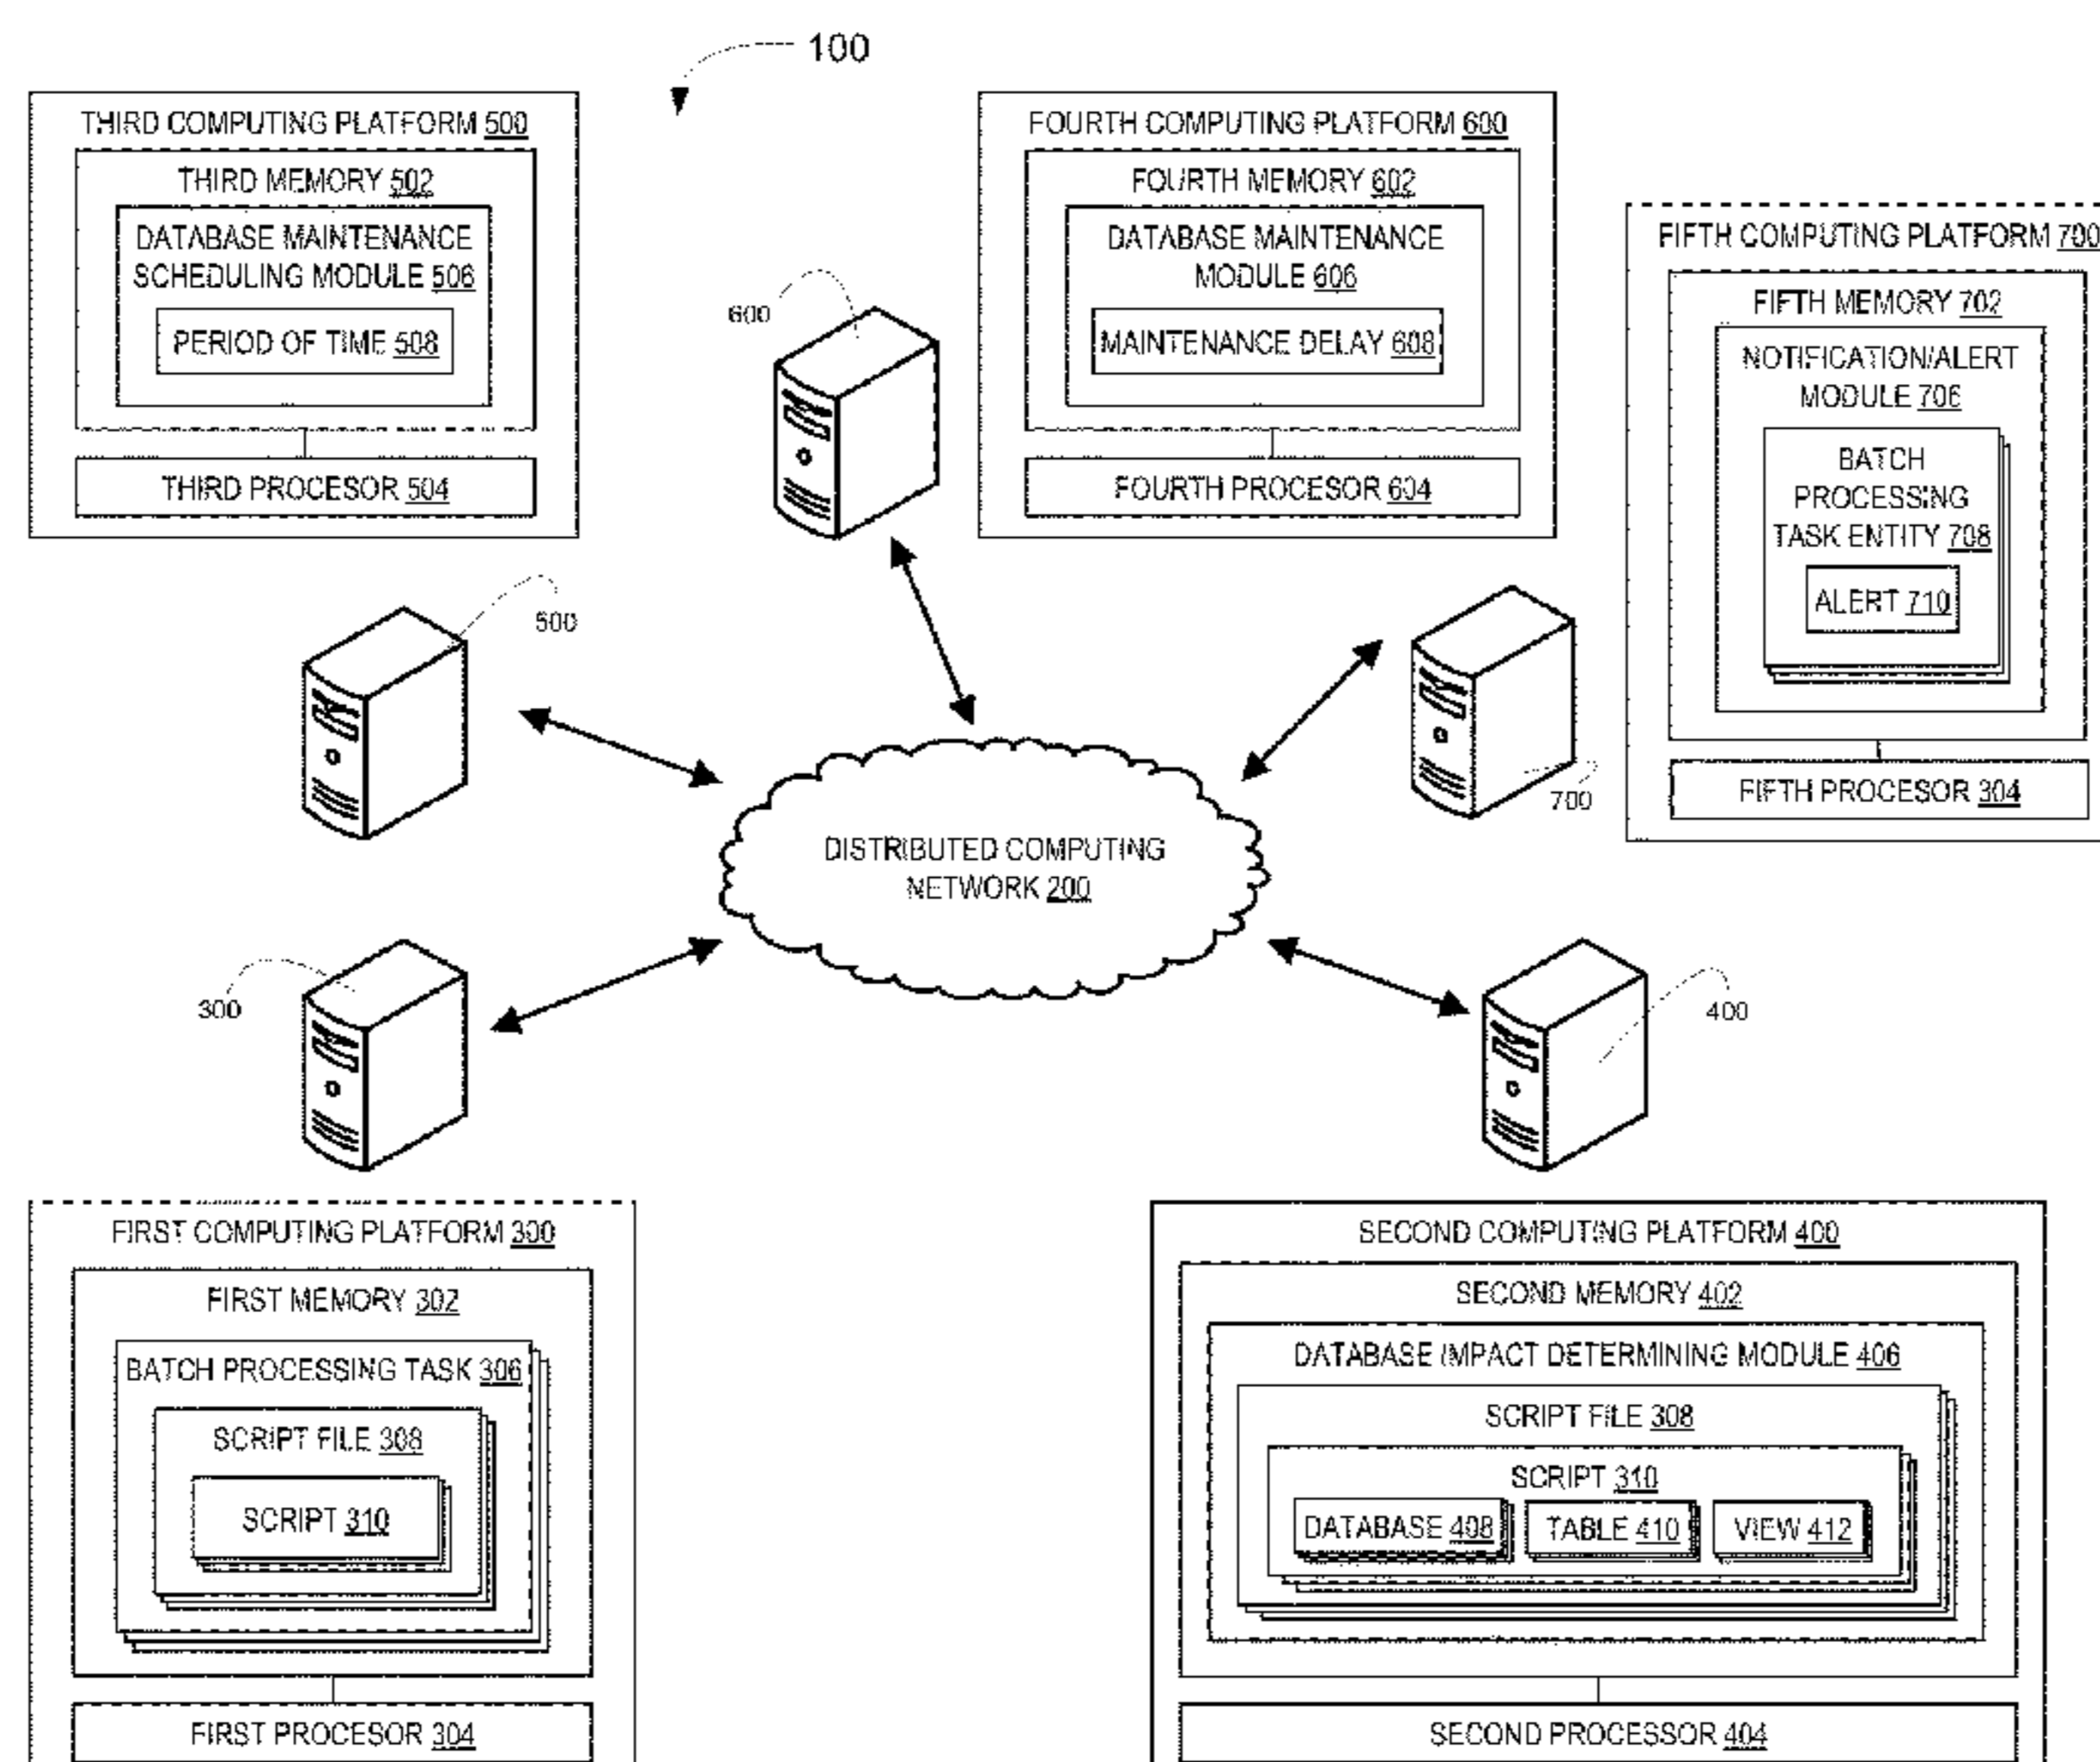 100
THIRD COMPUTING PLATFORM 500
THIRD MEMORY 502
DATABASE MAINTENANCE
SCHEDULING MODULE 506
PERIOD OF TIME 508
THIRD PROCESOR 504
FOURTH COMPUTING PLATFORM 600
FOURTH MEMORY 602
DATABASE MAINTENANCE
MODULE 606
MAINTENANCE DELAY 608
FOURTH PROCESOR 604
FIFTH COMPUTING PLATFORM 700
FIFTH MEMORY 702
NOTIFICATION/ALERT
MODULE 706
BATCH
PROCESSING
TASK ENTITY 708
ALERT 710
FIFTH PROCESOR 304
600
500
700
DISTRIBUTED COMPUTING
NETWORK 200
300
400
FIRST COMPUTING PLATFORM 300
FIRST MEMORY 302
BATCH PROCESSING TASK 306
SCRIPT FILE 308
SCRIPT 310
FIRST PROCESOR 304
SECOND COMPUTING PLATFORM 400
SECOND MEMORY 402
DATABASE IMPACT DETERMINING MODULE 406
SCRIPT FILE 308
SCRIPT 310
DATABASE 408
TABLE 410
VIEW 412
SECOND PROCESSOR 404